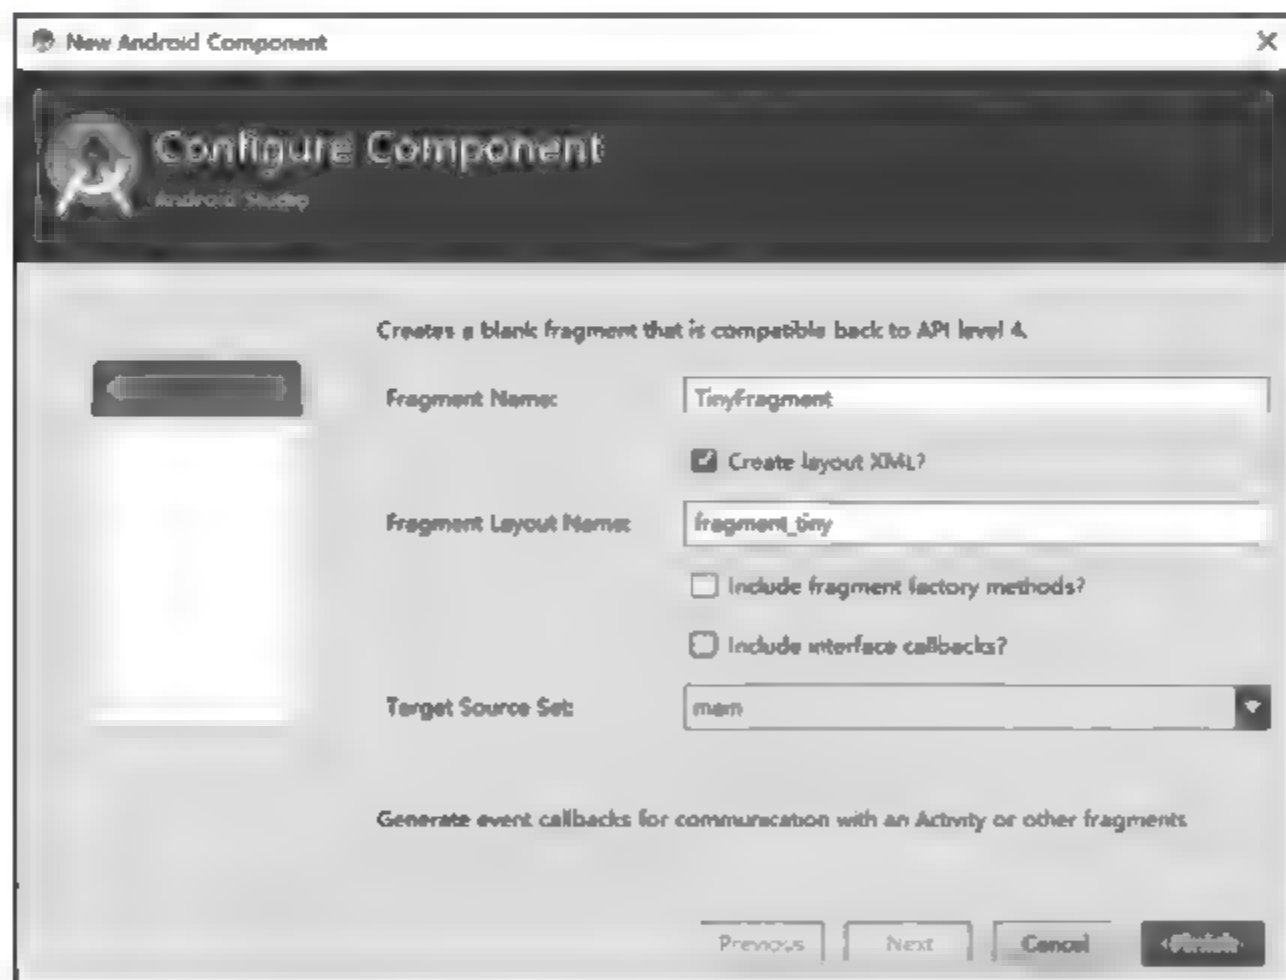 New Android Component
Configure Component
Android Studio
Creates a blank fragment that is compatible back to API level 4.
Fragment Name:
TinyFragment
Create layout XML?
Fragment Layout Name:
fragment_tiny
Include fragment factory methods?
Include interface callbacks?
Target Source Set:
main
Generate event callbacks for communication with an Activity or other fragments
Previous
Next
Cancel
Finish